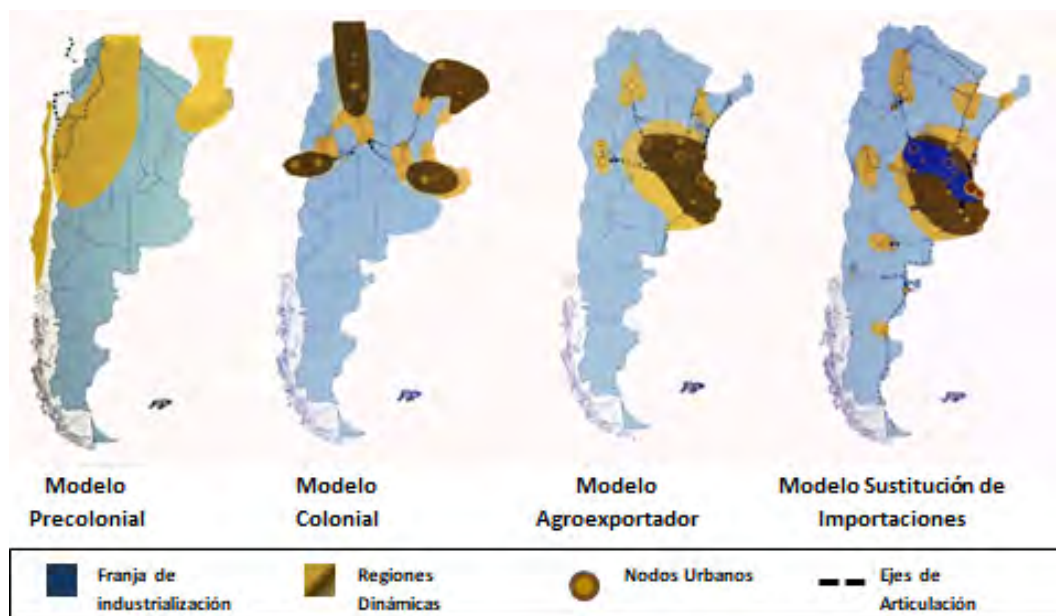 Modelo
Precolonial
Modelo
Colonial
Modelo
Agroexportador
Modelo Sustitución de
Importaciones
Franja de
industrialización
Regiones
Dinámicas
Nodos Urbanos
Ejes de
Articulación